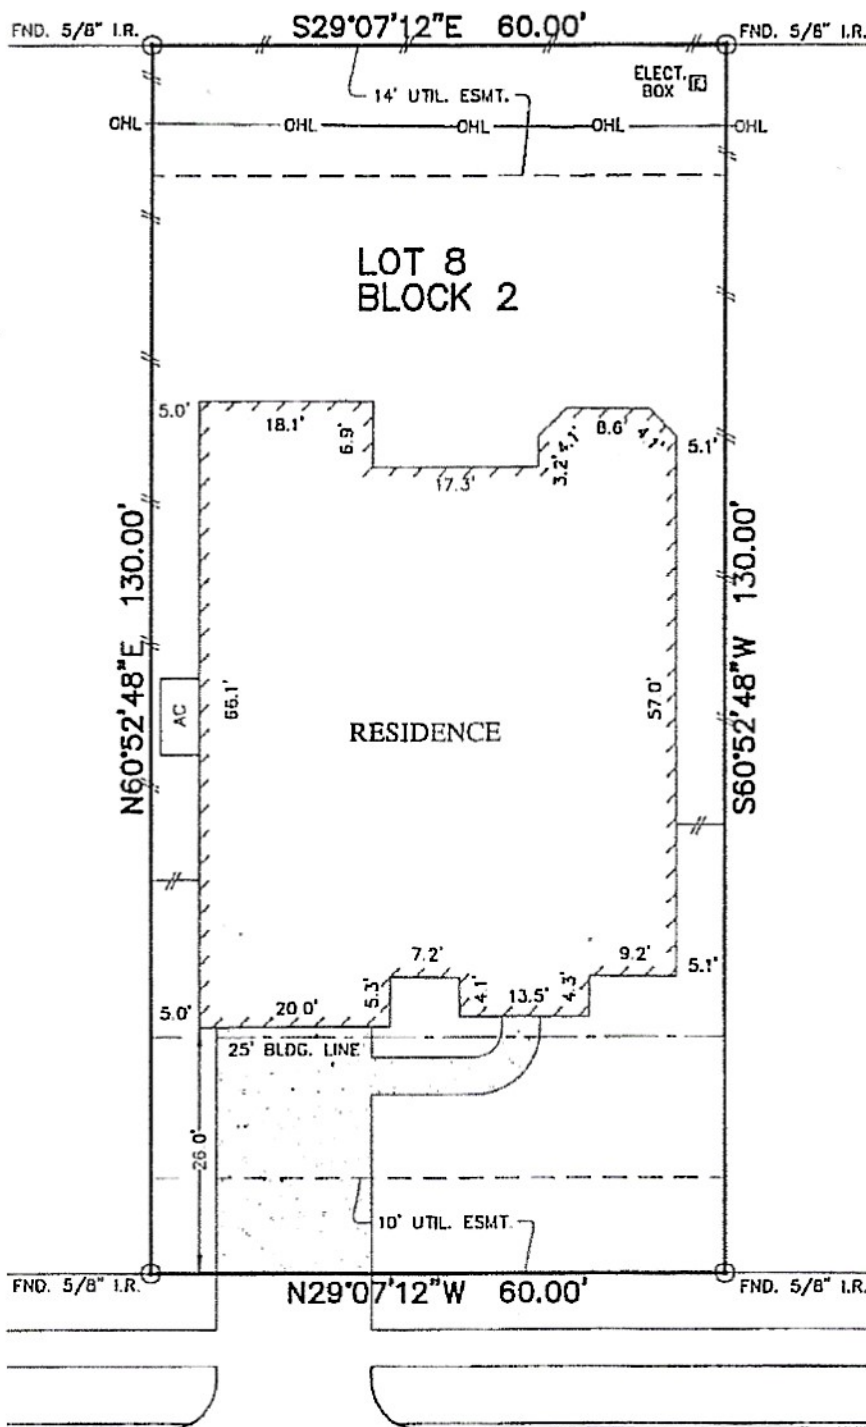 FND. 5/8" I.R.
S29°07'12"E 60.00'
FND. 5/8" I.R.
ELECT.
BOX
E
14' UTIL. ESMT.
OHL
OHL
OHL
OHL
OHL
LOT 8
BLOCK 2
5.0'
18.1'
6.9'
17.3'
3.2'
4.1'
8.6'
4.1'
5.1'
N60°52'48"E 130.00'
S60°52'48"W 130.00'
AC
66.1'
RESIDENCE
57.0'
7.2'
9.2'
5.1'
5.0'
20.0'
5.3'
4.1'
13.5'
4.3'
25' BLDG. LINE
26.0'
10' UTIL. ESMT.
FND. 5/8" I.R.
N29°07'12"W 60.00'
FND. 5/8" I.R.